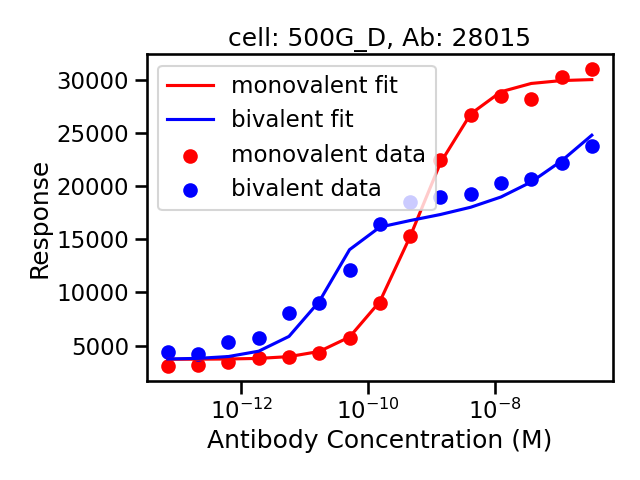 cell: 500G_D, Ab: 28015
monovalent fit
bivalent fit
monovalent data
bivalent data
Response
30000
25000
20000
15000
10000
5000
10⁻¹² 10⁻¹⁰ 10⁻⁸
Antibody Concentration (M)